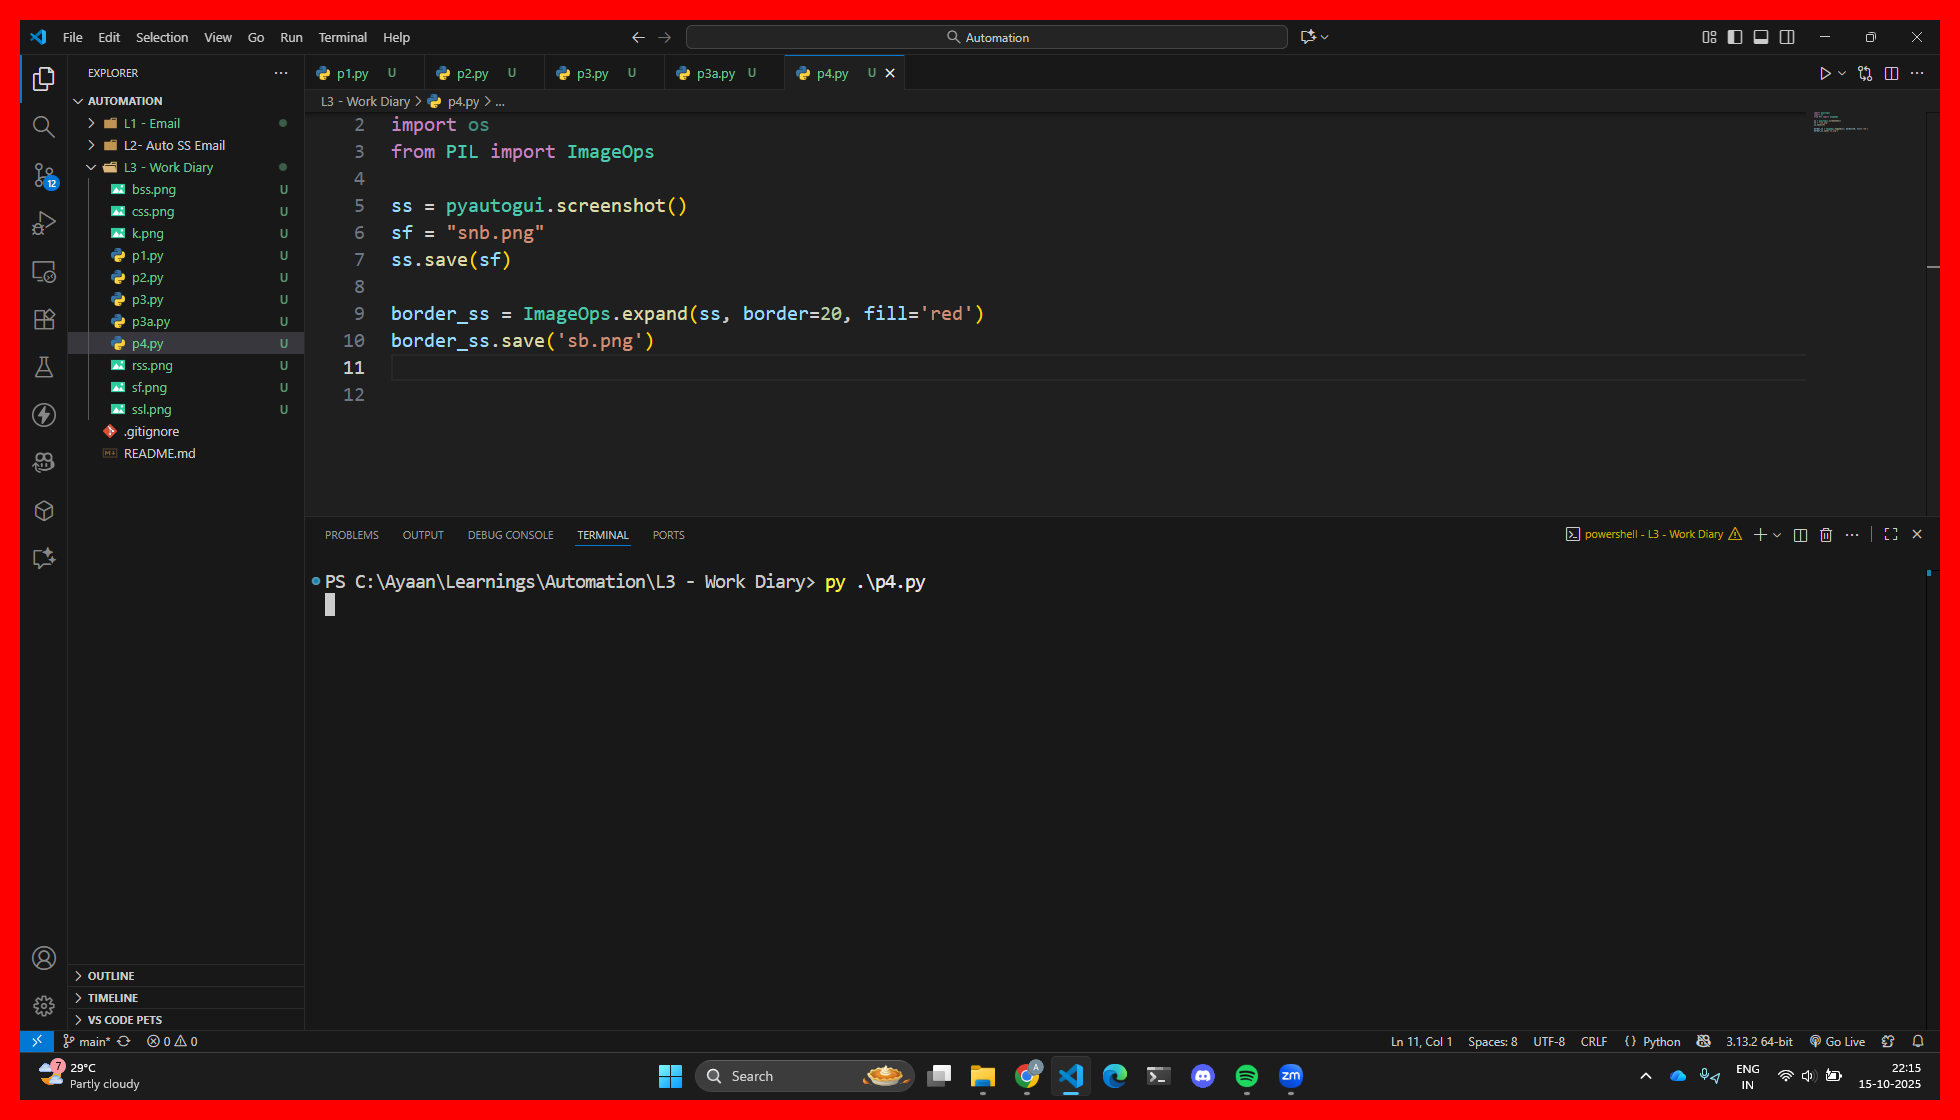 File Edit Selection View Go Run Terminal Help
Automation
EXPLORER
p1.py U
p2.py U
p3.py U
p3a.py U
p4.py U
AUTOMATION
L1 - Email
L2- Auto SS Email
L3 - Work Diary
bss.png U
css.png U
k.png U
p1.py U
p2.py U
p3.py U
p3a.py U
p4.py U
rss.png U
sf.png U
ssl.png U
.gitignore
README.md
12
L3 - Work Diary > p4.py > ...
2 import os
3 from PIL import ImageOps
4
5 ss = pyautogui.screenshot()
6 sf = "snb.png"
7 ss.save(sf)
8
9 border_ss = ImageOps.expand(ss, border=20, fill='red')
10 border_ss.save('sb.png')
11
12
PROBLEMS OUTPUT DEBUG CONSOLE TERMINAL PORTS
powershell - L3 - Work Diary
PS C:\Ayaan\Learnings\Automation\L3 - Work Diary> py .\p4.py
OUTLINE
TIMELINE
VS CODE PETS
main* 0 0
Ln 11, Col 1 Spaces: 8 UTF-8 CRLF {} Python 3.13.2 64-bit Go Live
7
29°C
Partly cloudy
Search
A
zm
ENG
IN
22:15
15-10-2025